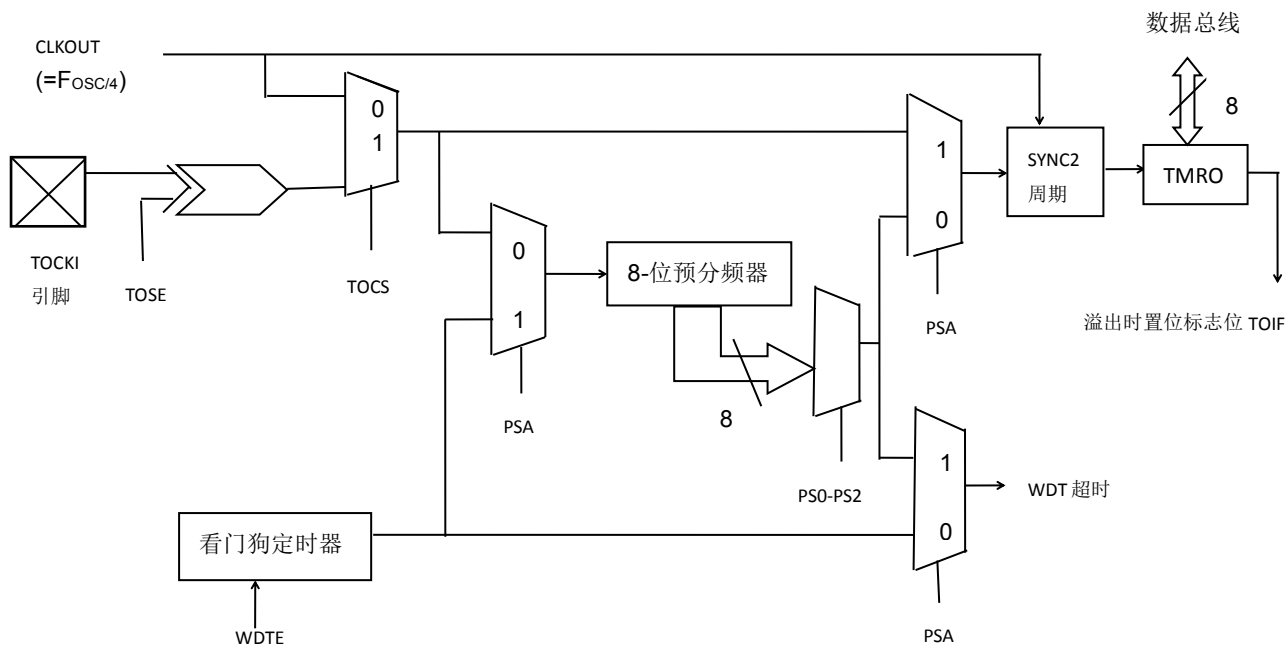 CLKOUT
(=FOSC/4)
数据总线
8
0
1
1
0
SYNC2
周期
TMRO
TOCKI
引脚
TOSE
TOCS
0
1
8-位预分频器
PSA
溢出时置位标志位 TOIF
8
PSA
PS0-PS2
1
0
WDT 超时
看门狗定时器
WDTE
PSA